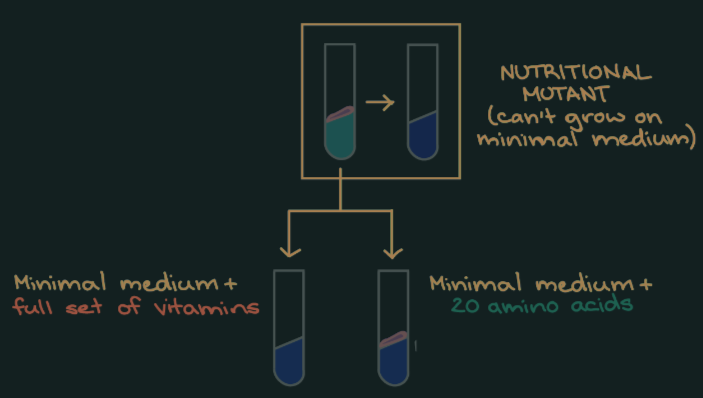 NUTRITIONAL
MUTANT
(can't grow on
minimal medium)
Minimal medium +
full set of vitamins
Minimal medium +
20 amino acids